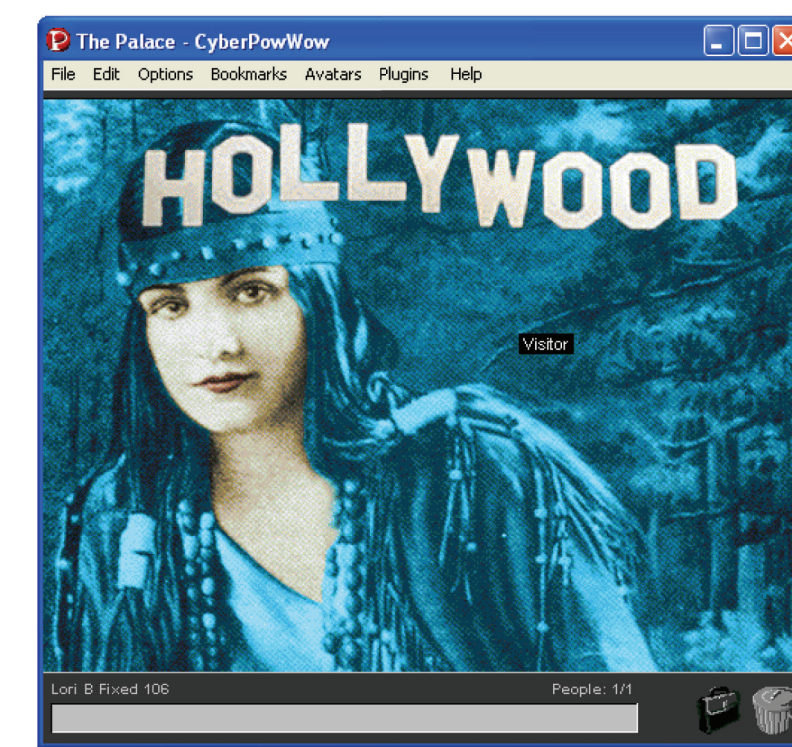 The Palace - CyberPowWow
File Edit Options Bookmarks Avatars Plugins Help
HOLLYWOOD
Visitor
Lori B Fixed 106 People: 1/1